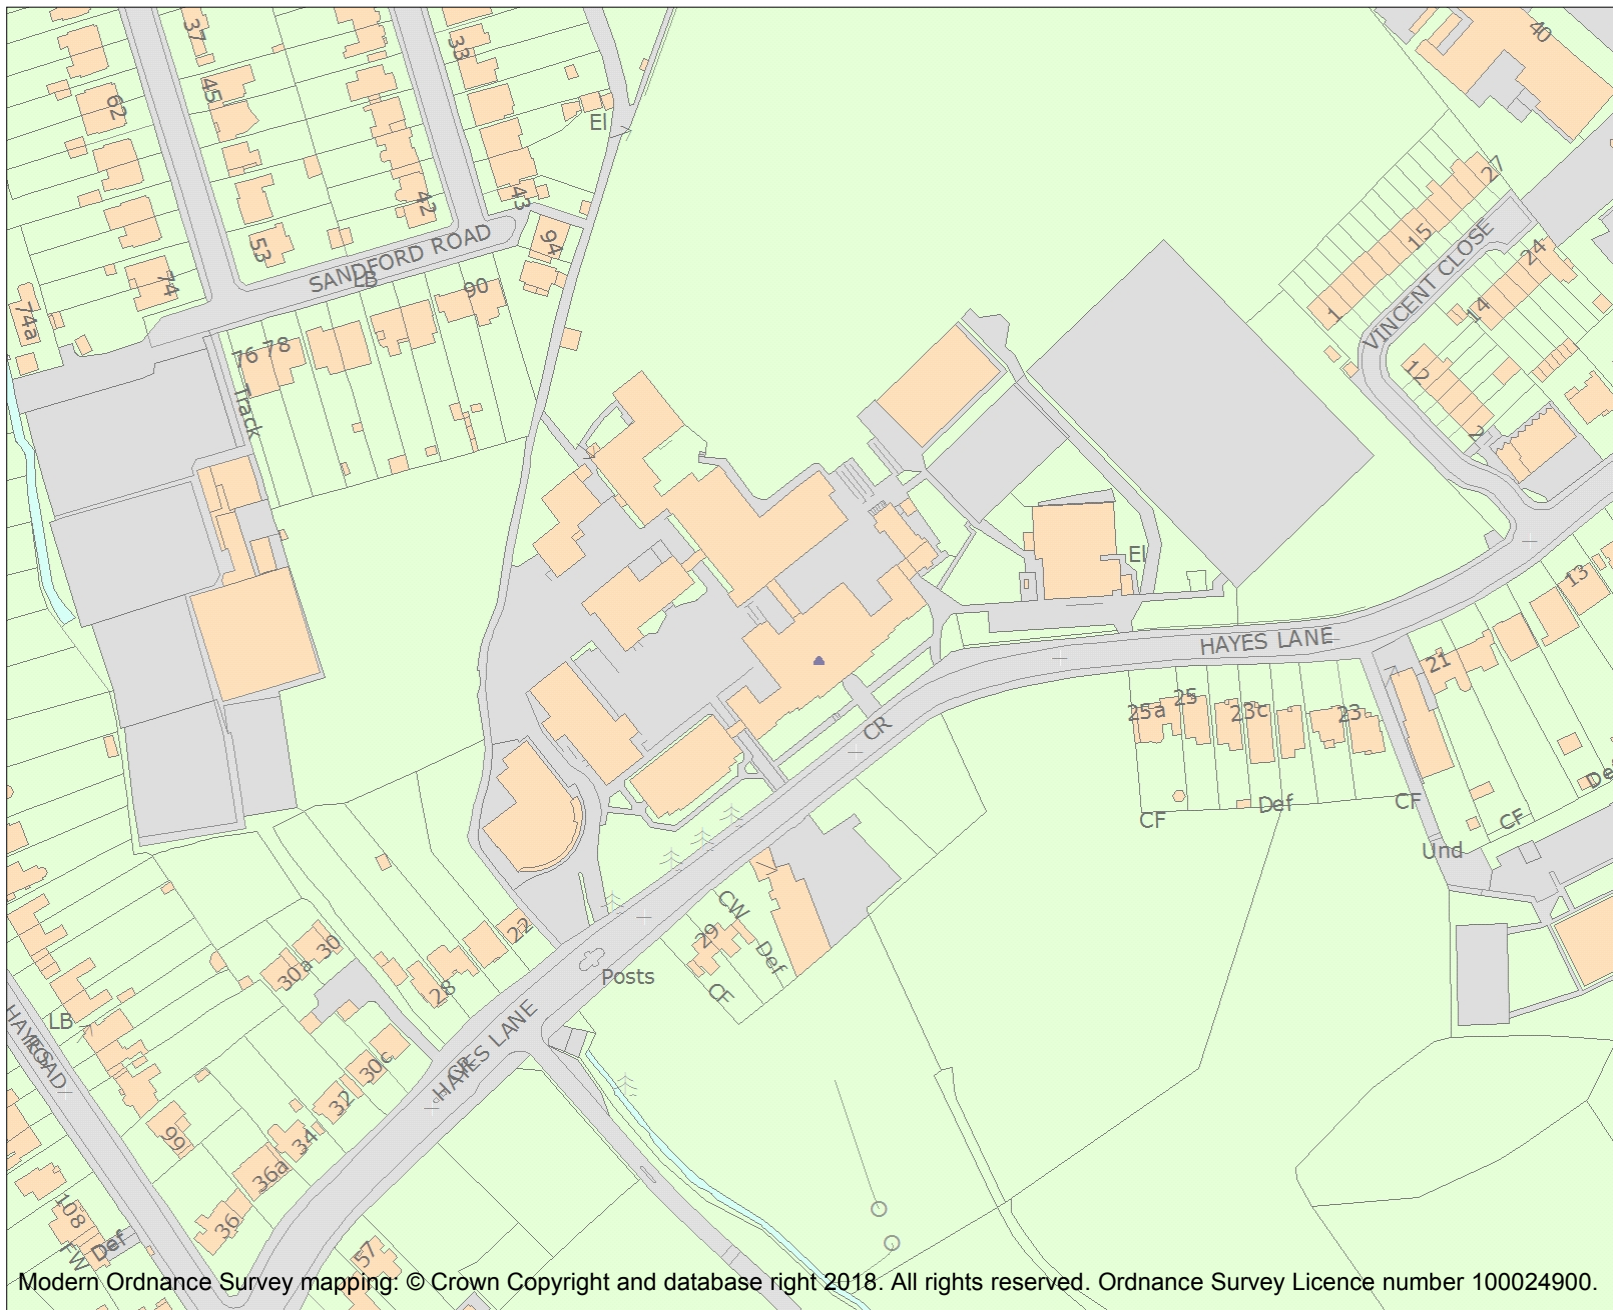 37
33
40
62
45
El
42
43
27
53
SANDFORD ROAD
94
15
24
74
LB
90
VINCENT CLOSE
74a
1
14
76 78
12
Track
2
El
13
HAYES LANE
21
25a
25
23c
23
CR
CF
Def
CF
CF
Und
CW
29
Def
22
30
30a
Posts
28
CF
LB
HAYES LANE
CR
30c
32
99
34
36a
108
36
FW
Def
57
Modern Ordnance Survey mapping: © Crown Copyright and database right 2018. All rights reserved. Ordnance Survey Licence number 100024900.